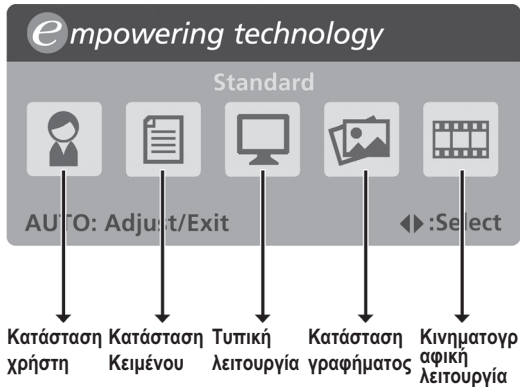 empowering technology
Standard
AUTO: Adjust/Exit
:Select
Κατάσταση
χρήστη
Κατάσταση
Κειμένου
Τυπική
λειτουργία
Κατάσταση
γραφήματος
Κινηματογρ
αφική
λειτουργία